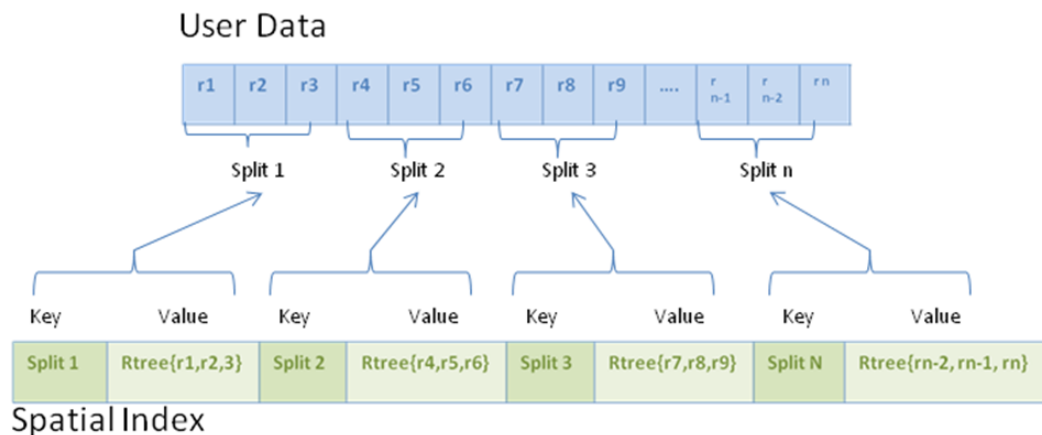 User Data
r1 r2 r3 r4 r5 r6 r7 r8 r9 .... r n-1 r n-2 r n
Split 1 Split 2 Split 3 Split n
Key Value Key Value Key Value Key Value
Split 1 Rtree{r1,r2,3} Split 2 Rtree{r4,r5,r6} Split 3 Rtree{r7,r8,r9} Split N Rtree{rn-2, rn-1, rn}
Spatial Index